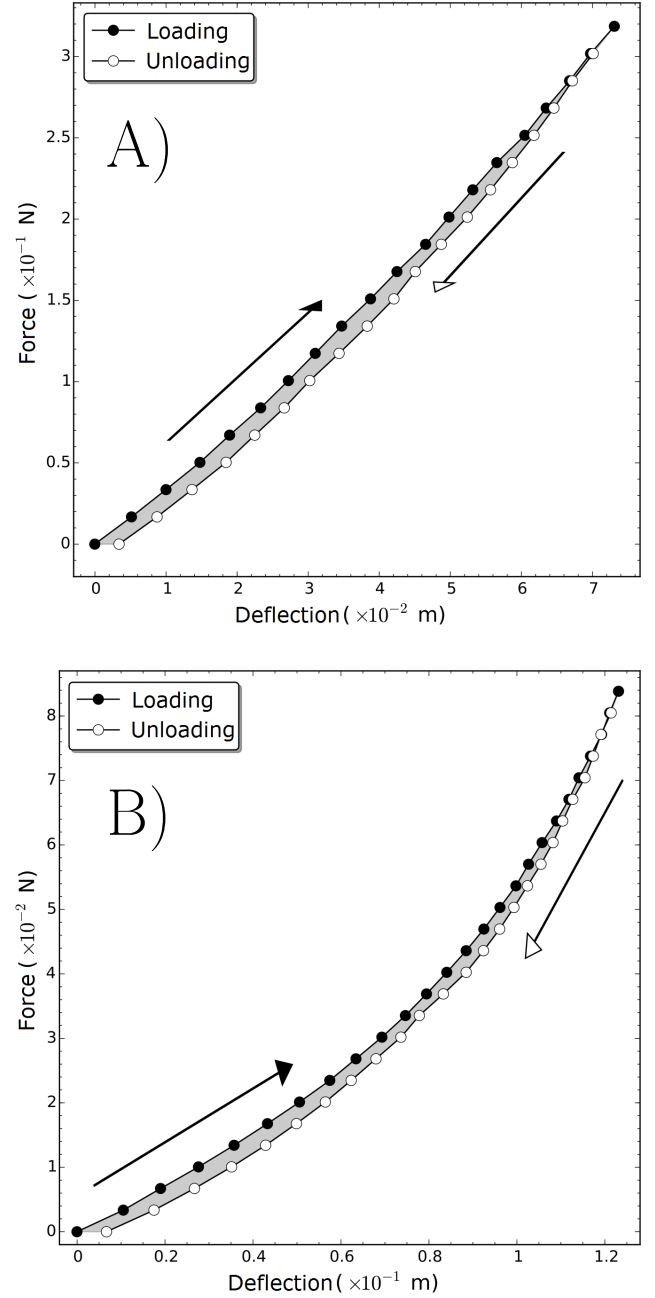 Loading
Unloading
A)
3
2.5
2
1.5
1
0.5
0
Force ( ×10⁻¹ N)
0 1 2 3 4 5 6 7
Deflection( ×10⁻² m)
Loading
Unloading
B)
8
7
6
5
4
3
2
1
0
Force ( ×10⁻² N)
0 0.2 0.4 0.6 0.8 1 1.2
Deflection( ×10⁻¹ m)